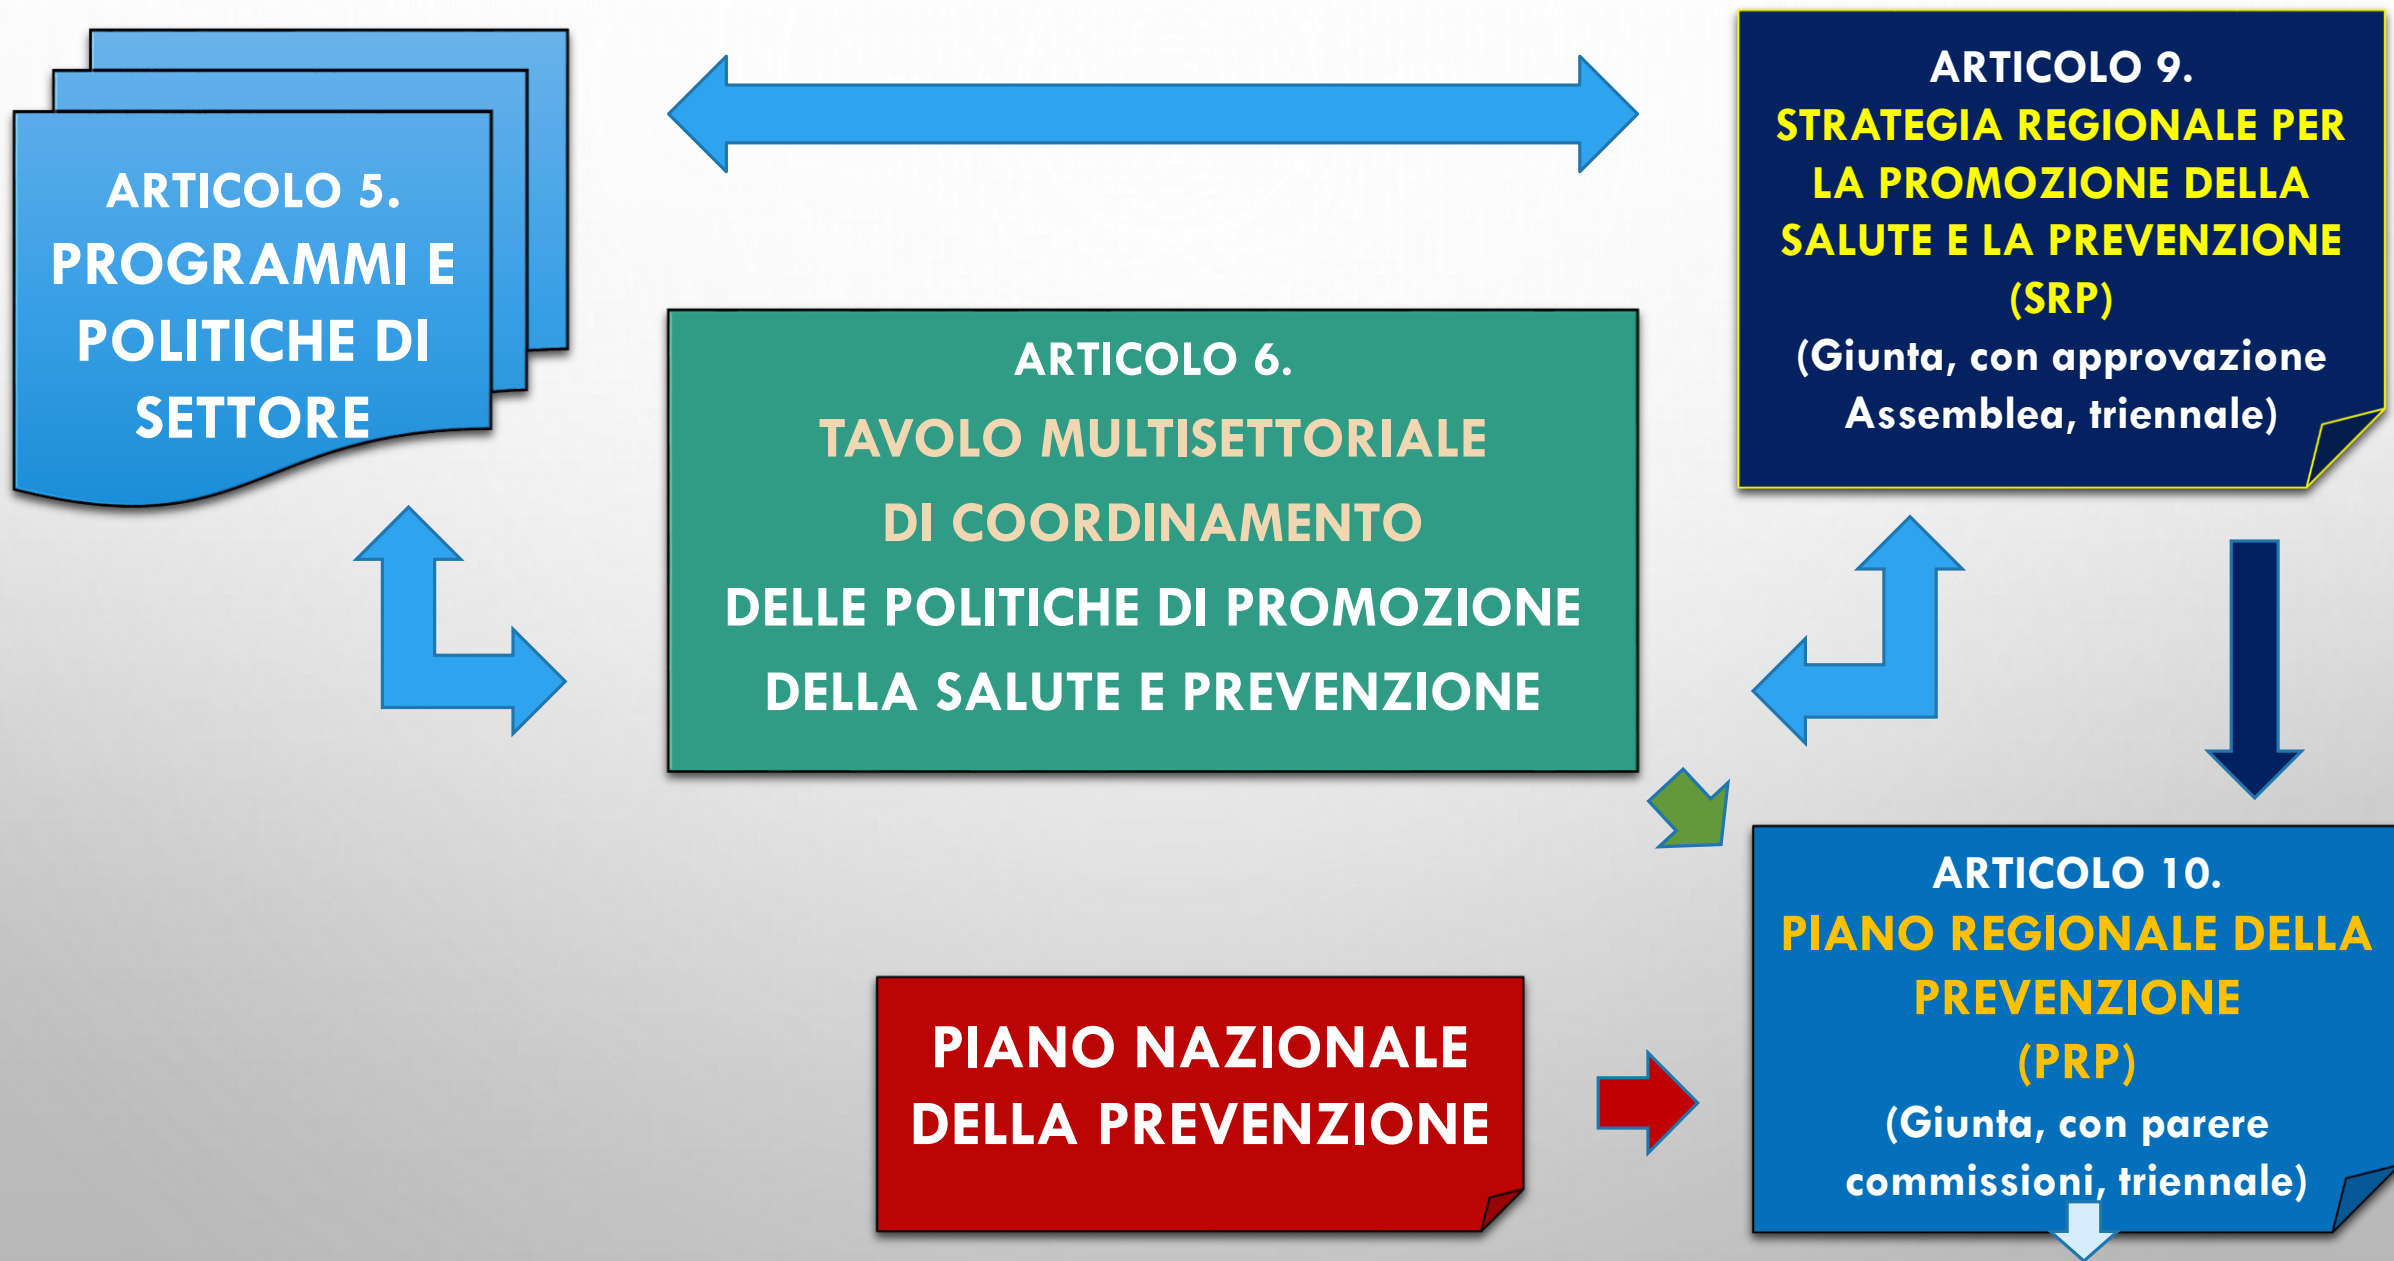 ARTICOLO 5.
PROGRAMMI E
POLITICHE DI
SETTORE
ARTICOLO 6.
TAVOLO MULTISETTORIALE
DI COORDINAMENTO
DELLE POLITICHE DI PROMOZIONE
DELLA SALUTE E PREVENZIONE
ARTICOLO 9.
STRATEGIA REGIONALE PER
LA PROMOZIONE DELLA
SALUTE E LA PREVENZIONE
(SRP)
(Giunta, con approvazione
Assemblea, triennale)
PIANO NAZIONALE
DELLA PREVENZIONE
ARTICOLO 10.
PIANO REGIONALE DELLA
PREVENZIONE
(PRP)
(Giunta, con parere
commissioni, triennale)